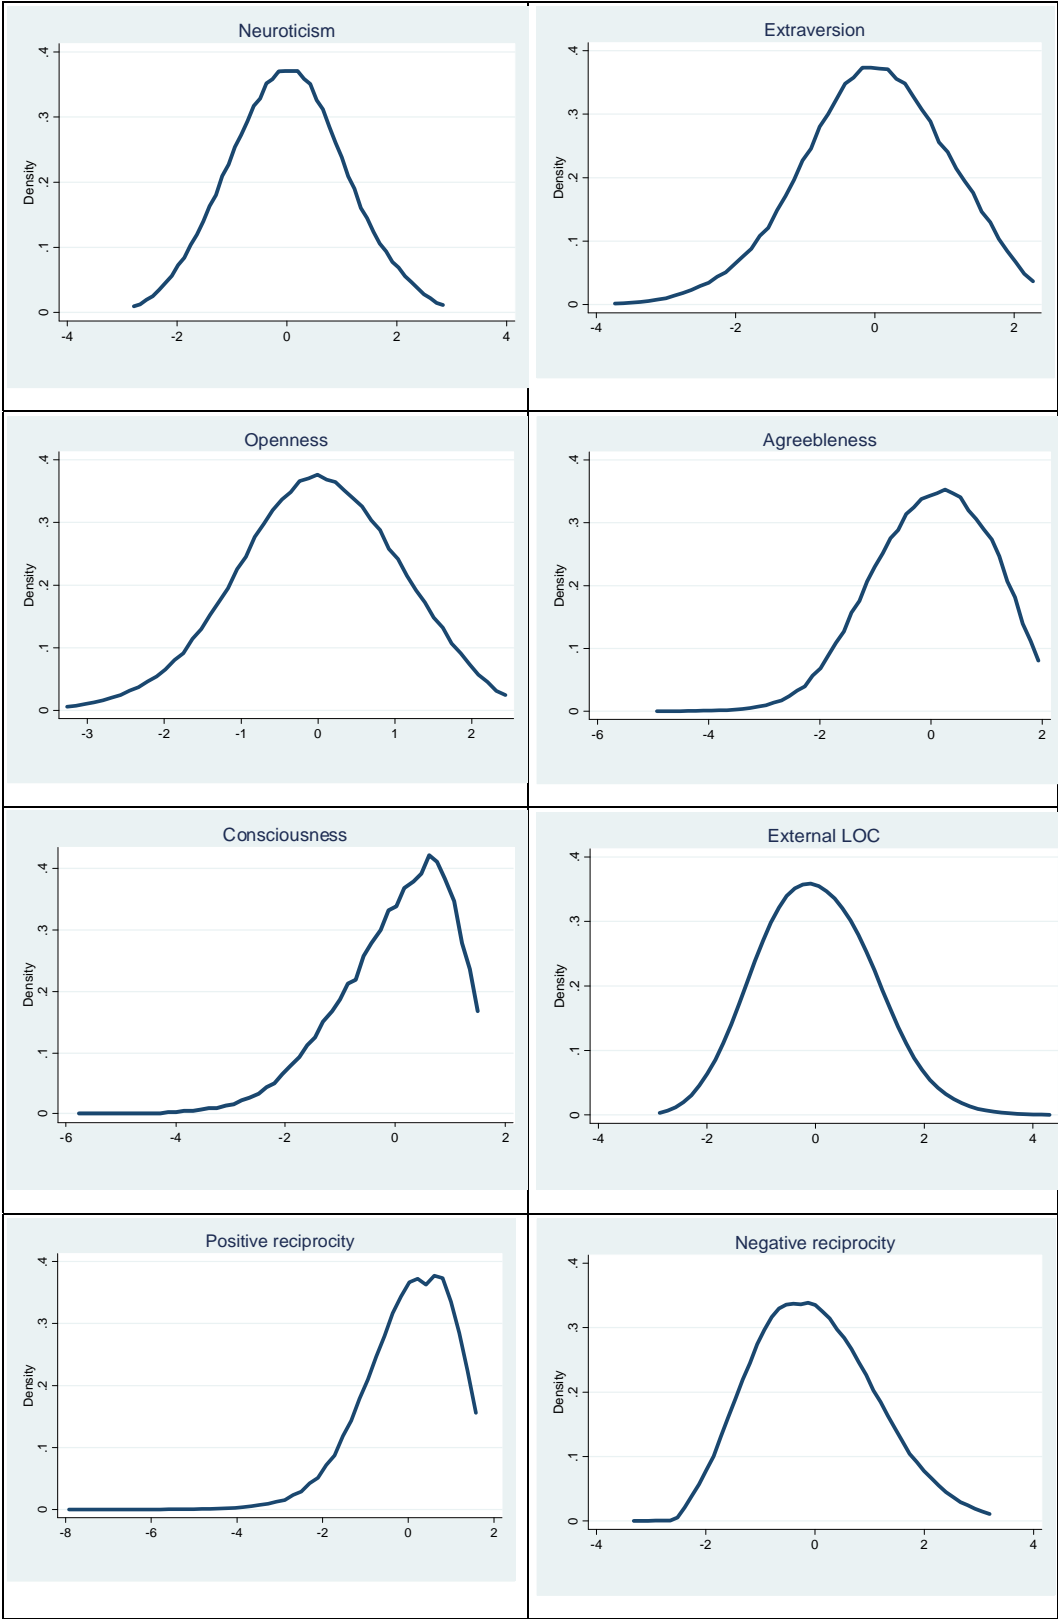 Neuroticism
Density
.4
.3
.2
.1
0
-4 -2 0 2 4
Extraversion
Density
.4
.3
.2
.1
0
-4 -2 0 2
Openness
Density
.4
.3
.2
.1
0
-3 -2 -1 0 1 2
Agreebleness
Density
.4
.3
.2
.1
0
-6 -4 -2 0 2
Consciousness
Density
.4
.3
.2
.1
0
-6 -4 -2 0 2
External LOC
Density
.4
.3
.2
.1
0
-4 -2 0 2 4
Positive reciprocity
Density
.4
.3
.2
.1
0
-8 -6 -4 -2 0 2
Negative reciprocity
Density
.4
.3
.2
.1
0
-4 -2 0 2 4